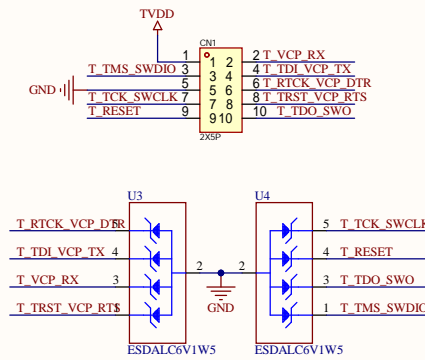 TVDD
CN1
1 1 2 2 T_VCP_RX
T_TMS_SWDIO 3 3 4 4 T_TDI_VCP_TX
GND 5 5 6 6 T_RTCK_VCP_DTR
T_TCK_SWCLK 7 7 8 8 T_TRST_VCP_RTS
T_RESET 9 9 10 10 T_TDO_SWO
2X5P
U3 U4
T_RTCK_VCP_DTR 5 5 T_TCK_SWCLK
T_TDI_VCP_TX 4 4 T_RESET
2 2
T_VCP_RX 3 3 T_TDO_SWO
GND
T_TRST_VCP_RTS 1 1 T_TMS_SWDIO
ESDALC6V1W5 ESDALC6V1W5